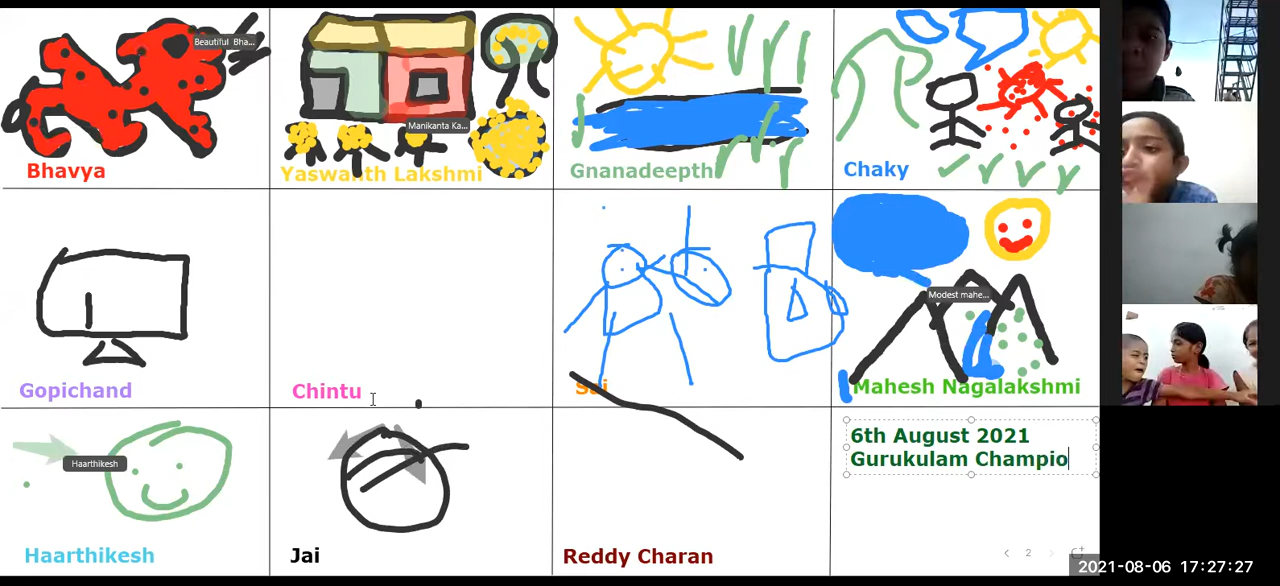 Beautiful Bha...
Manikanta Ka...
Bhavya
Yaswanth Lakshmi
Gnanadeepth
Chaky
Modest mahe...
Gopichand
Chintu
Sai
Mahesh Nagalakshmi
6th August 2021
Gurukulam Champio
Haarthikesh
Haarthikesh
Jai
Reddy Charan
2
2021-08-06 17:27:27